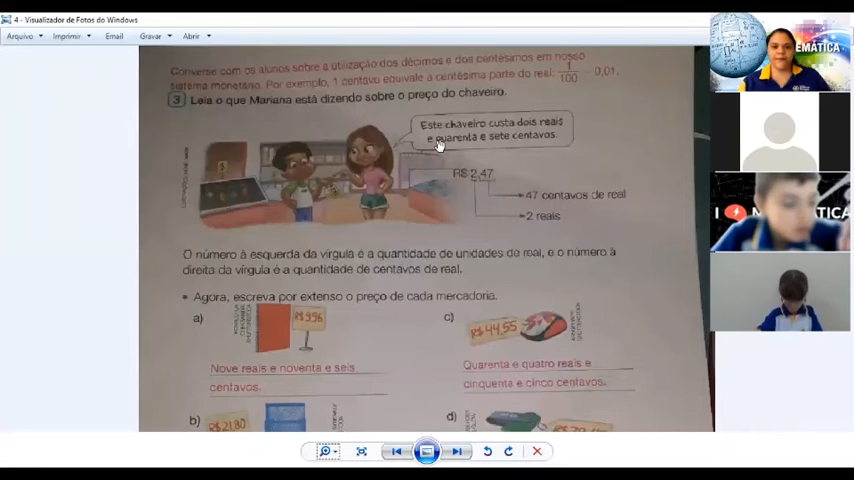 4 - Visualizador de Fotos do Windows
Arquivo Imprimir Email Gravar Abrir
Converse com os alunos sobre a utilização dos décimos e dos centésimos em nosso
sistema monetário. Por exemplo, 1 centavo equivale a centésima parte do real: 1/100 = 0,01.
3 Leia o que Mariana está dizendo sobre o preço do chaveiro.
Este chaveiro custa dois reais
e quarenta e sete centavos.
R$ 2,47
47 centavos de real
2 reais
O número à esquerda da vírgula é a quantidade de unidades de real, e o número à
direita da vírgula é a quantidade de centavos de real.
• Agora, escreva por extenso o preço de cada mercadoria.
a) R$ 9,96
Nove reais e noventa e seis
centavos.
c) R$ 44,55
Quarenta e quatro reais e
cinquenta e cinco centavos.
b) R$ 21,80
d)
EMÁTICA